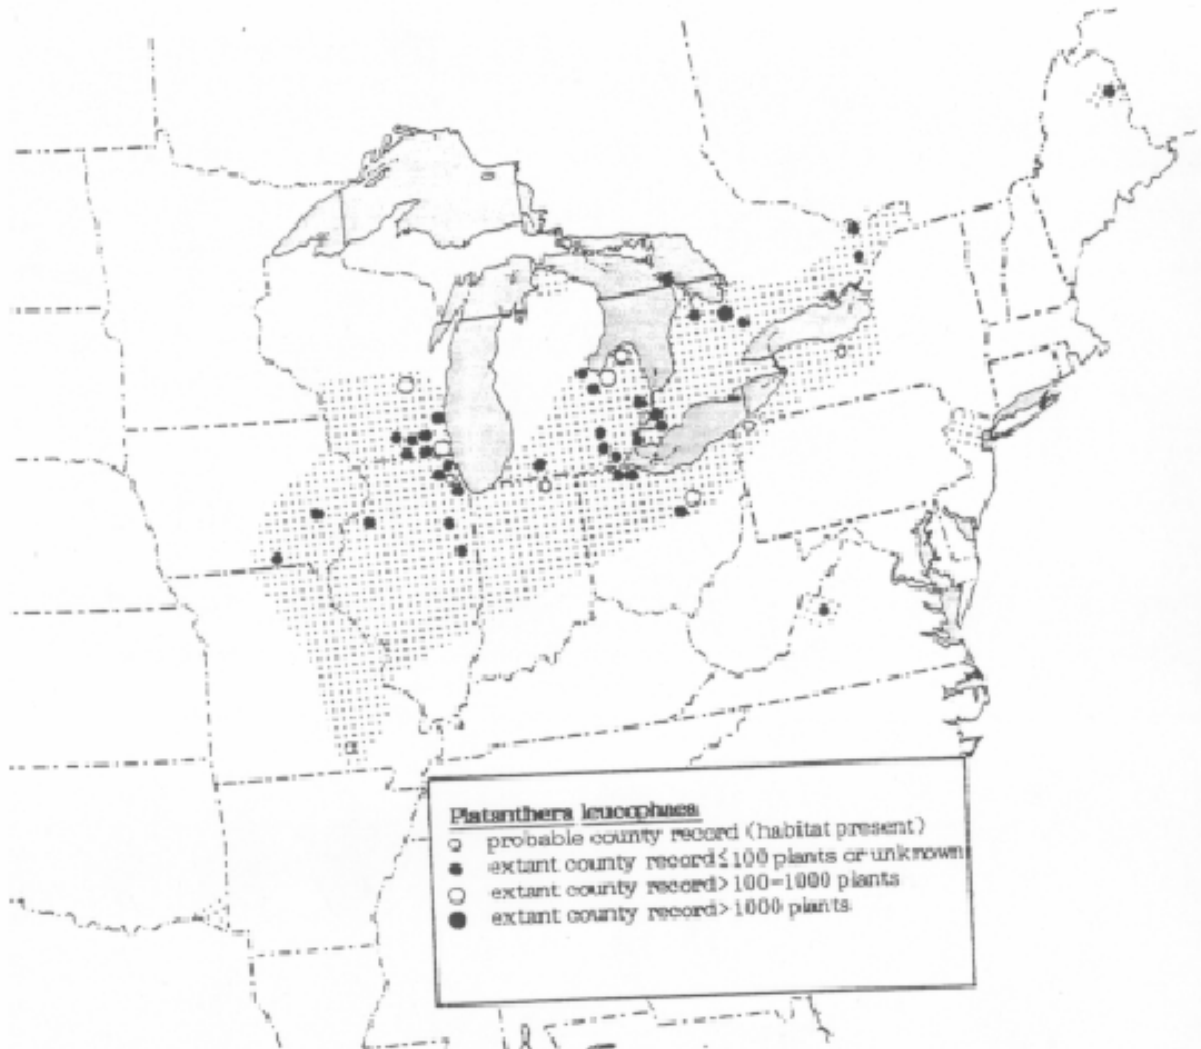 Platanthera leucophaea
probable county record (habitat present)
extant county record≤100 plants or unknown
extant county record>100=1000 plants
extant county record>1000 plants